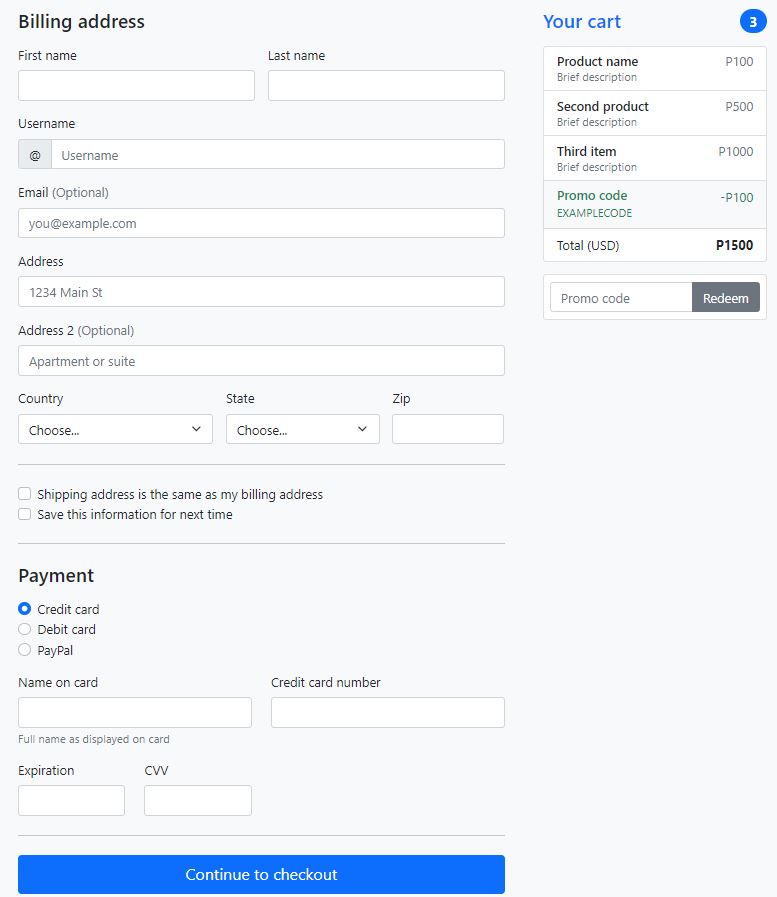 Billing address
First name Last name
Username
@ Username
Email (Optional)
you@example.com
Address
1234 Main St
Address 2 (Optional)
Apartment or suite
Country State Zip
Choose... Choose...
Shipping address is the same as my billing address
Save this information for next time
Payment
Credit card
Debit card
PayPal
Name on card Credit card number
Full name as displayed on card
Expiration CVV
Continue to checkout
Your cart 3
Product name P100
Brief description
Second product P500
Brief description
Third item P1000
Brief description
Promo code -P100
EXAMPLECODE
Total (USD) P1500
Promo code Redeem